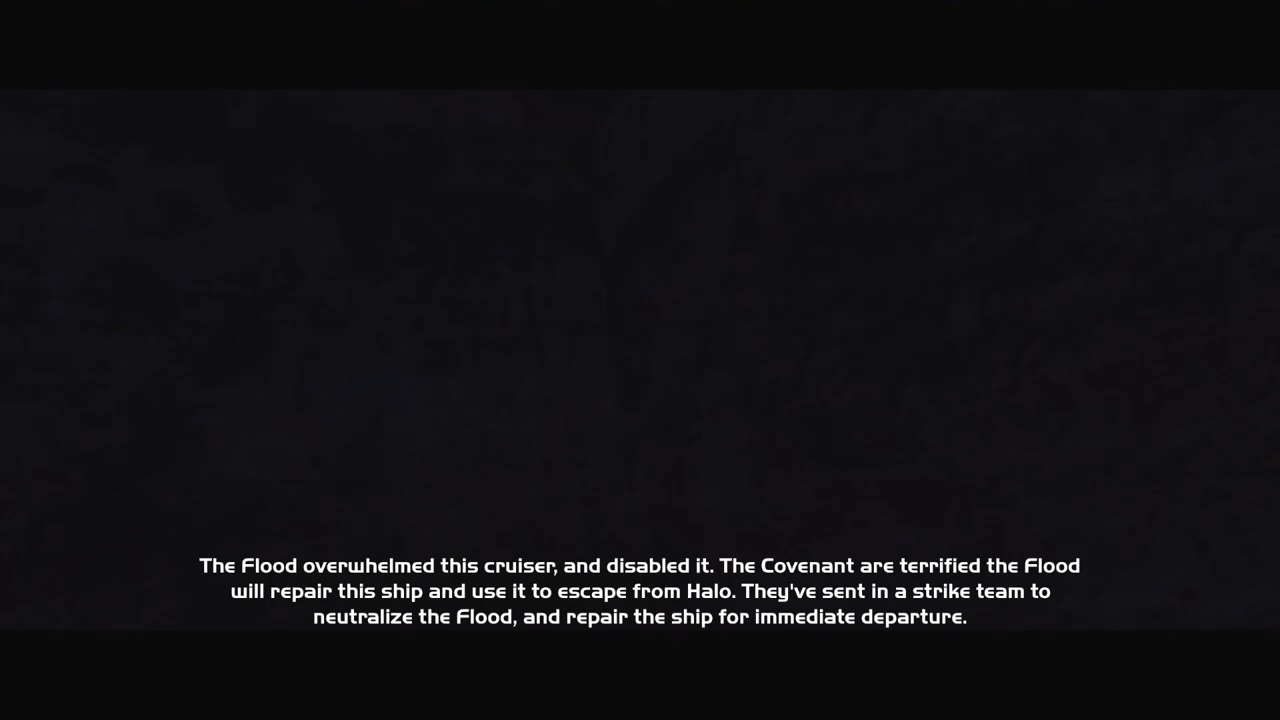 The Flood overwhelmed this cruiser, and disabled it. The Covenant are terrified the Flood
will repair this ship and use it to escape from Halo. They've sent in a strike team to
neutralize the Flood, and repair the ship for immediate departure.